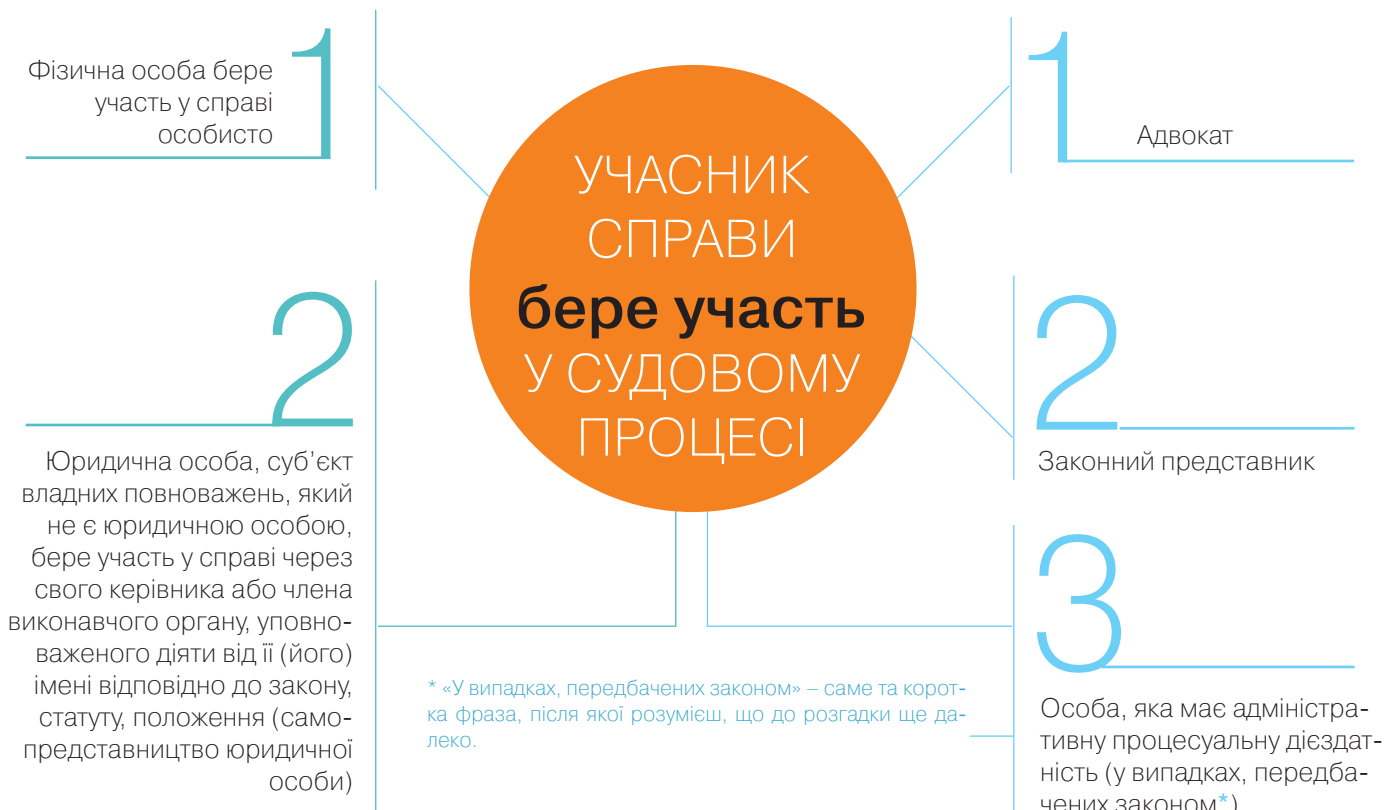 1
Фізична особа бере
участь у справі
особисто
2
Юридична особа, суб’єкт
владних повноважень, який
не є юридичною особою,
бере участь у справі через
свого керівника або члена
виконавчого органу, уповно-
важеного діяти від її (його)
імені відповідно до закону,
статуту, положення (само-
представництво юридичної
особи)
УЧАСНИК
СПРАВИ
бере участь
У СУДОВОМУ
ПРОЦЕСІ
* «У випадках, передбачених законом» – саме та корот-
ка фраза, після якої розумієш, що до розгадки ще да-
леко.
1
Адвокат
2
Законний представник
3
Особа, яка має адміністра-
тивну процесуальну дієздат-
ність (у випадках, передба-
чених законом*)